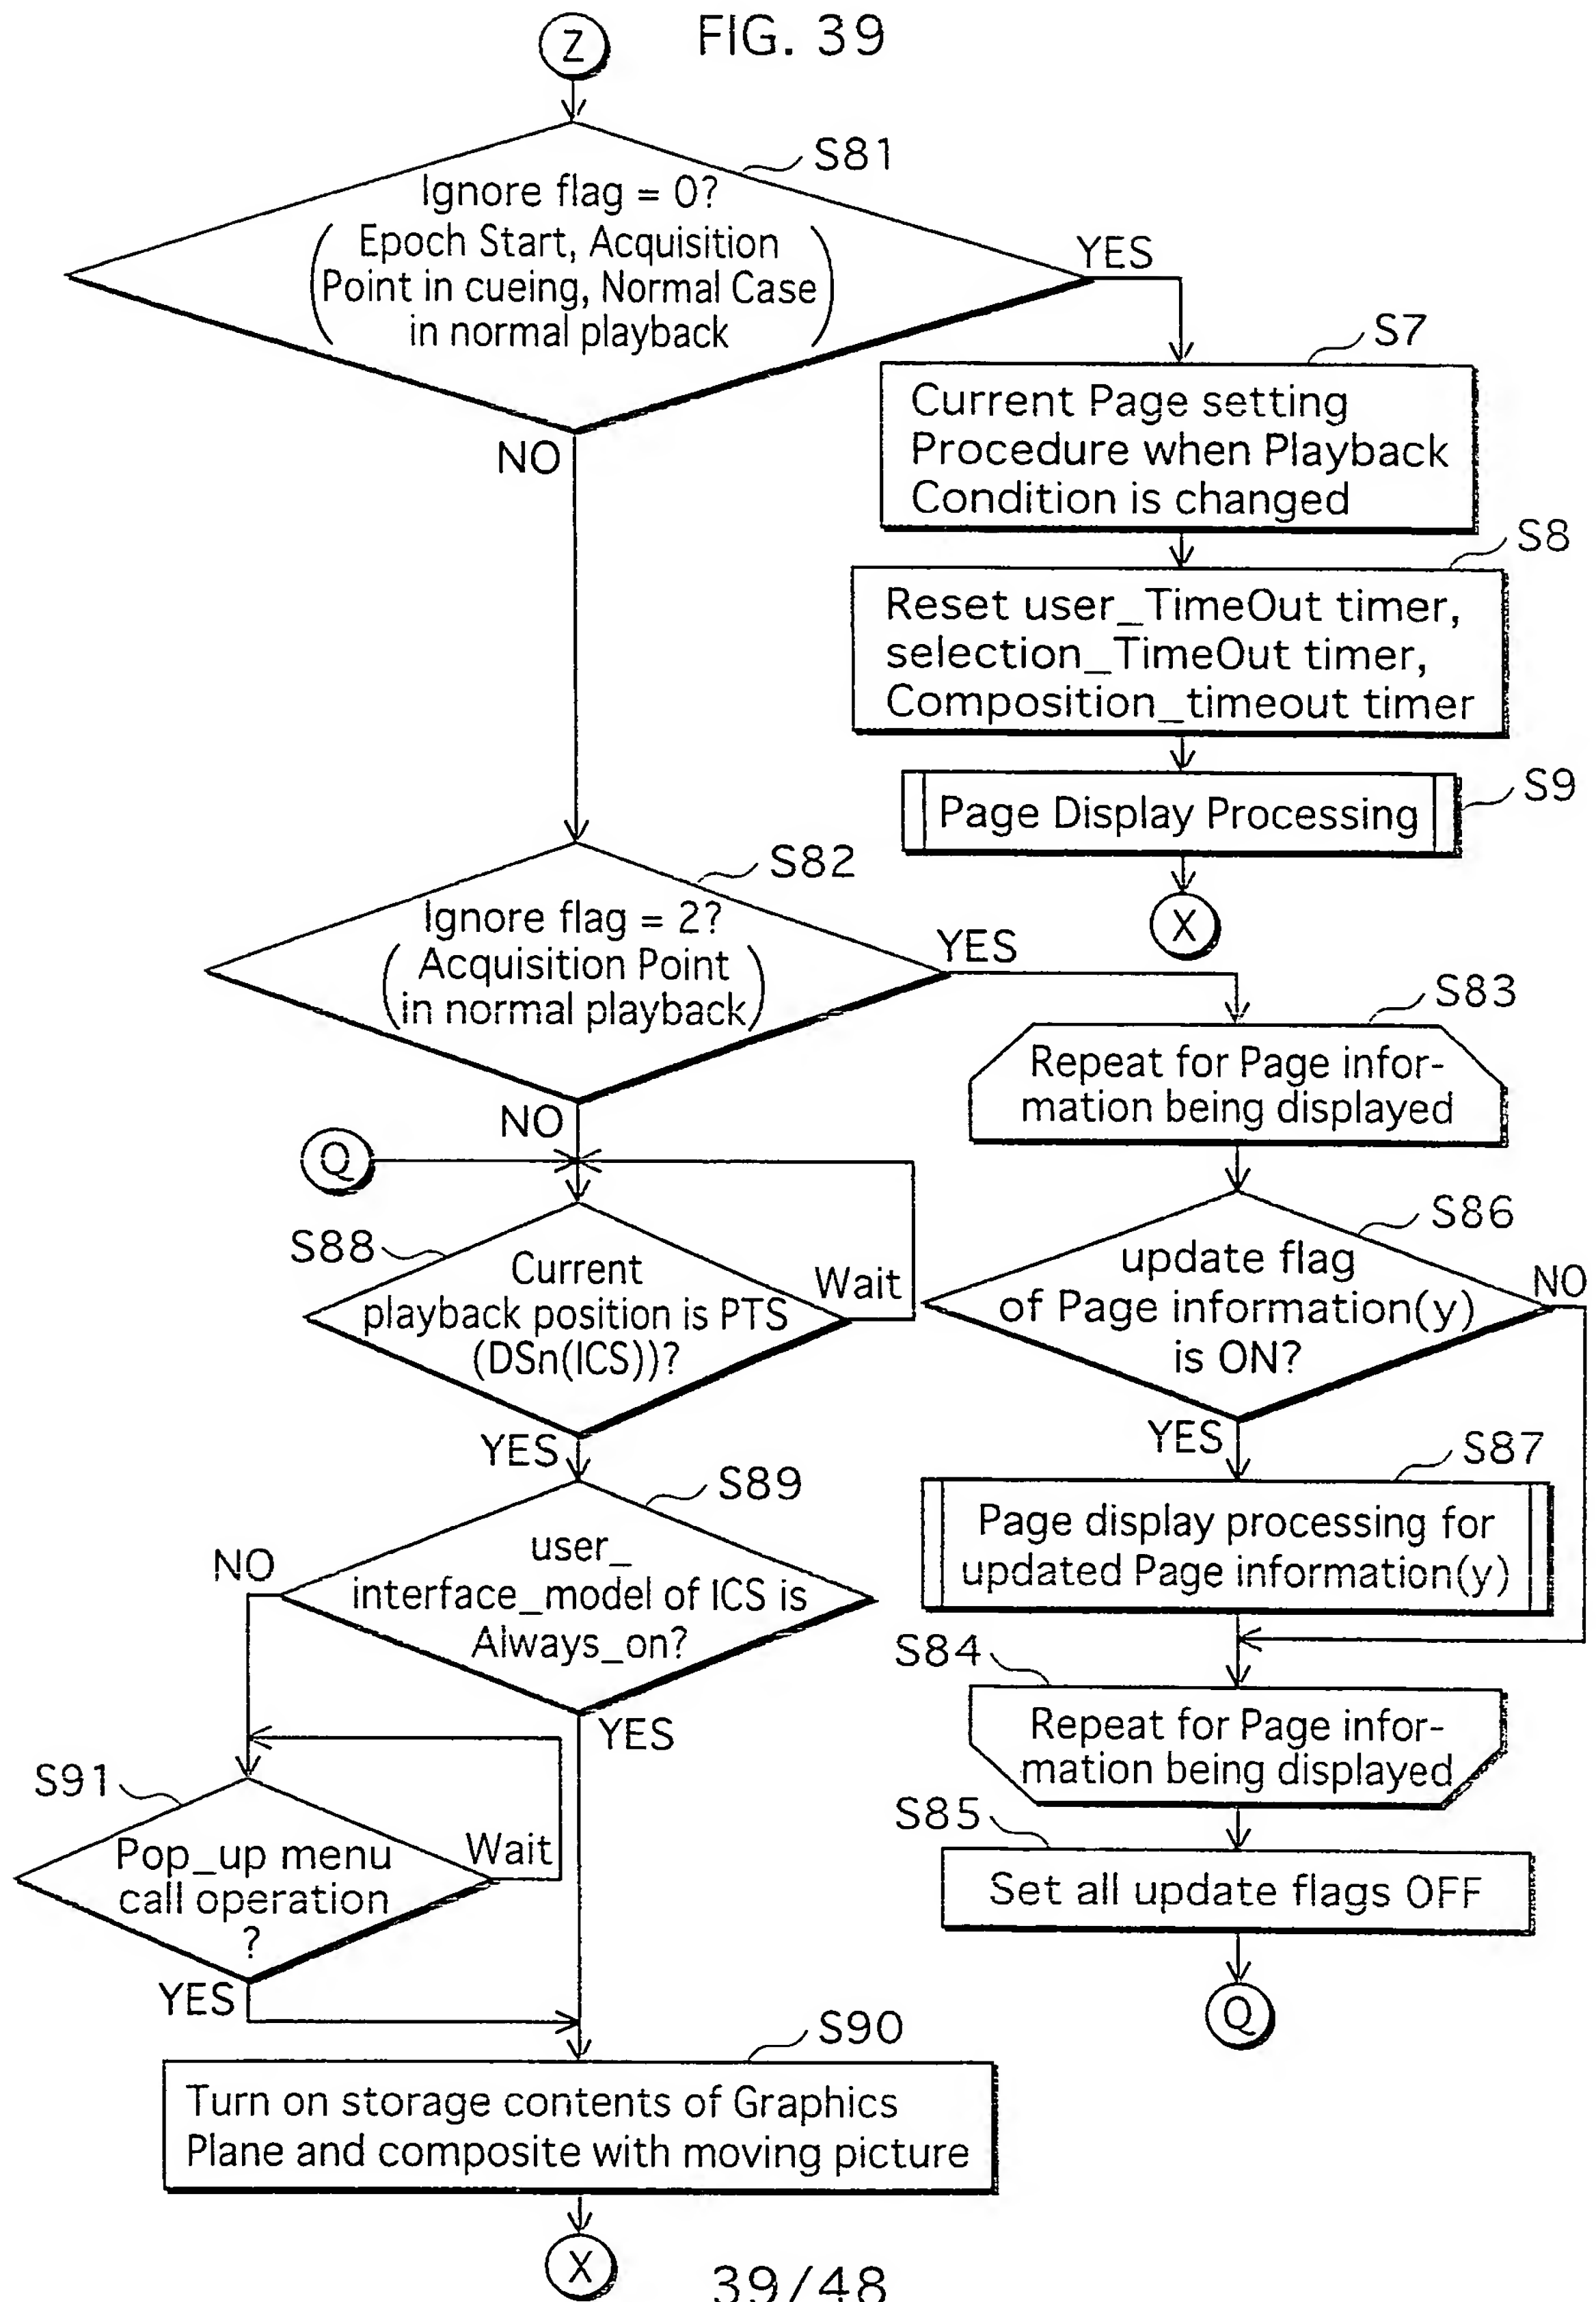 FIG. 39
Z
S81
Ignore flag = 0?
Epoch Start, Acquisition
Point in cueing, Normal Case
in normal playback
YES
NO
S7
Current Page setting
Procedure when Playback
Condition is changed
S8
Reset user_TimeOut timer,
selection_TimeOut timer,
Composition_timeout timer
S9
Page Display Processing
X
S82
Ignore flag = 2?
(Acquisition Point
in normal playback)
YES
NO
S83
Repeat for Page infor-
mation being displayed
Q
S88
Current
playback position is PTS
(DSn(ICS))?
Wait
YES
S86
update flag
of Page information(y)
is ON?
NO
YES
S87
Page display processing for
updated Page information(y)
S89
user_
interface_model of ICS is
Always_on?
NO
YES
S84
Repeat for Page infor-
mation being displayed
S85
Set all update flags OFF
Q
S91
Pop_up menu
call operation
?
Wait
YES
S90
Turn on storage contents of Graphics
Plane and composite with moving picture
X
39/48